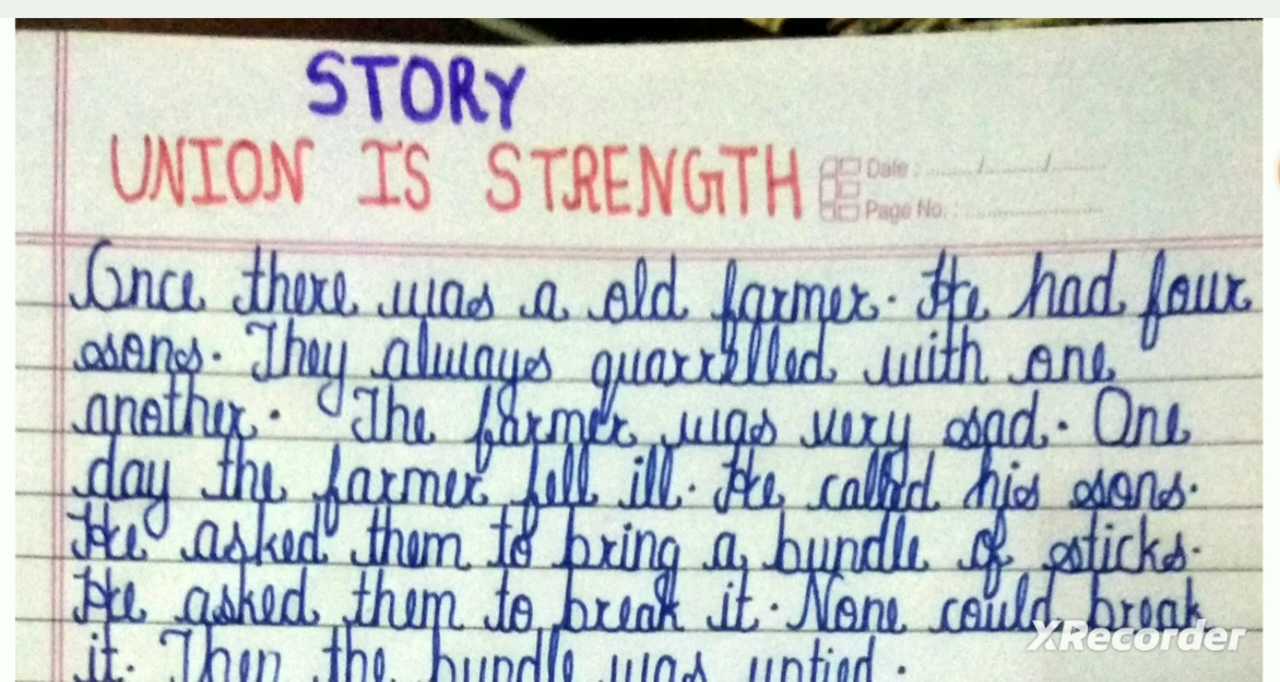 STORY
UNION IS STRENGTH
Date : ......../......../........
Page No. : ........................
Once there was a old farmer. He had four
sons. They always quarrelled with one
another. The farmer was very sad. One
day the farmer fell ill. He called his sons.
He asked them to bring a bundle of sticks.
He asked them to break it. None could break
XRecorder
it. Then the bundle was untied.